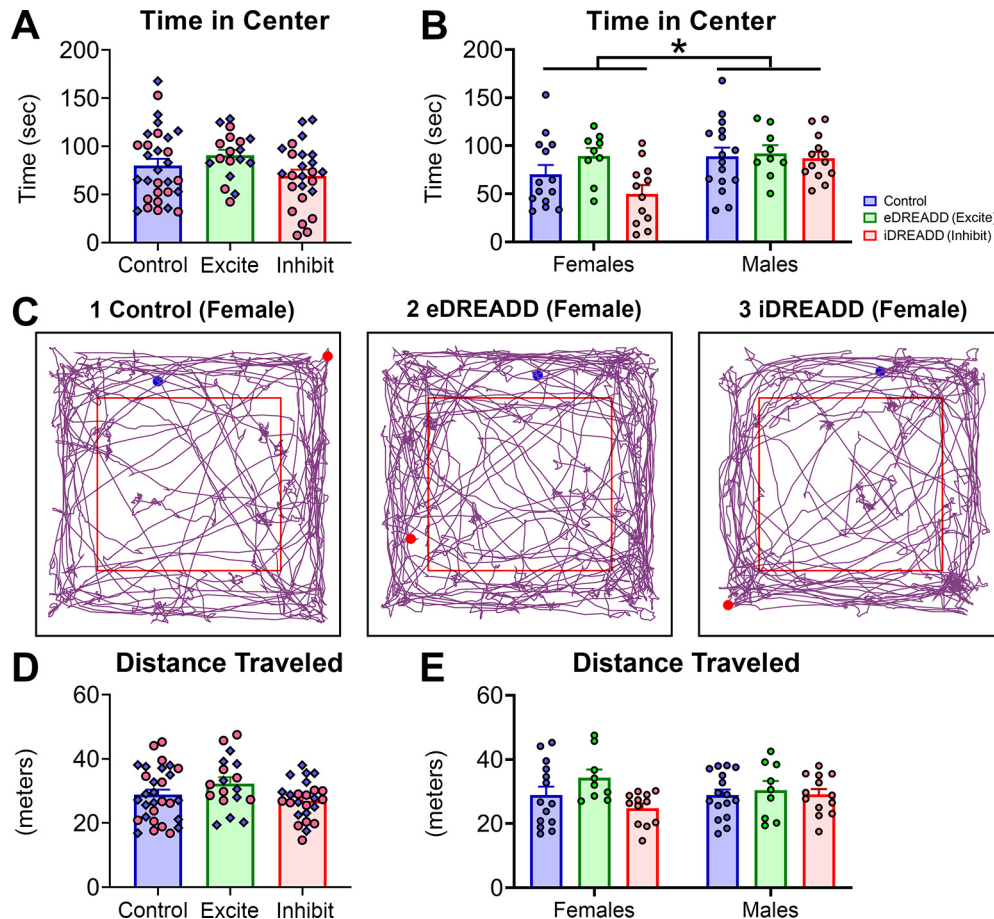 A
Time in Center
Time (sec)
200
150
100
50
0
Control Excite Inhibit
B
Time in Center
*
Time (sec)
200
150
100
50
0
Females Males
Control
eDREADD (Excite)
iDREADD (Inhibit)
C
1 Control (Female)
2 eDREADD (Female)
3 iDREADD (Female)
D
Distance Traveled
(meters)
60
40
20
0
Control Excite Inhibit
E
Distance Traveled
(meters)
60
40
20
0
Females Males